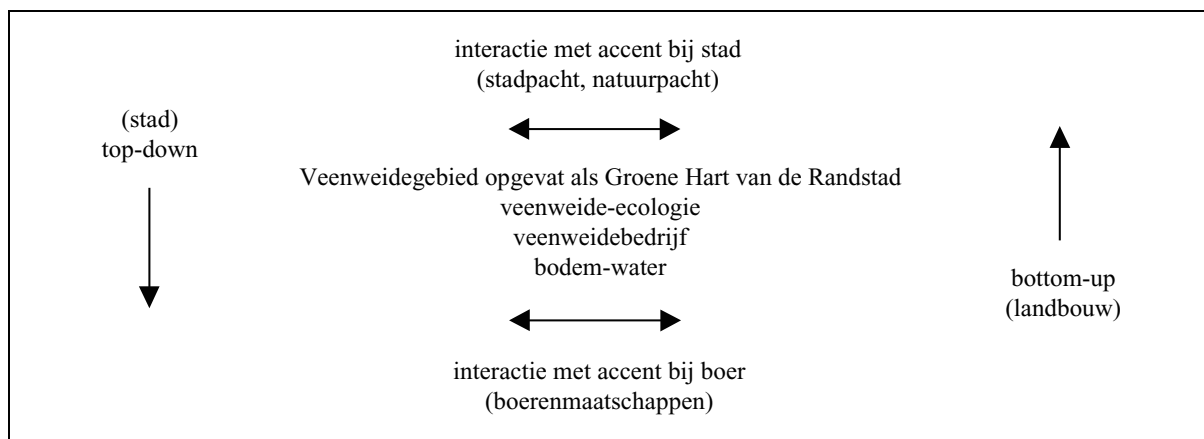 interactie met accent bij stad
(stadpacht, natuurpacht)
(stad)
top-down
Veenweidegebied opgevat als Groene Hart van de Randstad
veenweide-ecologie
veenweidebedrijf
bodem-water
bottom-up
(landbouw)
interactie met accent bij boer
(boerenmaatschappen)